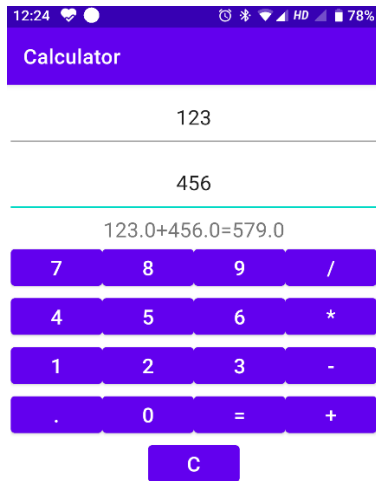 12:24 HD 78%
Calculator
123
456
123.0+456.0=579.0
7 8 9 /
4 5 6 *
1 2 3 -
. 0 = +
C